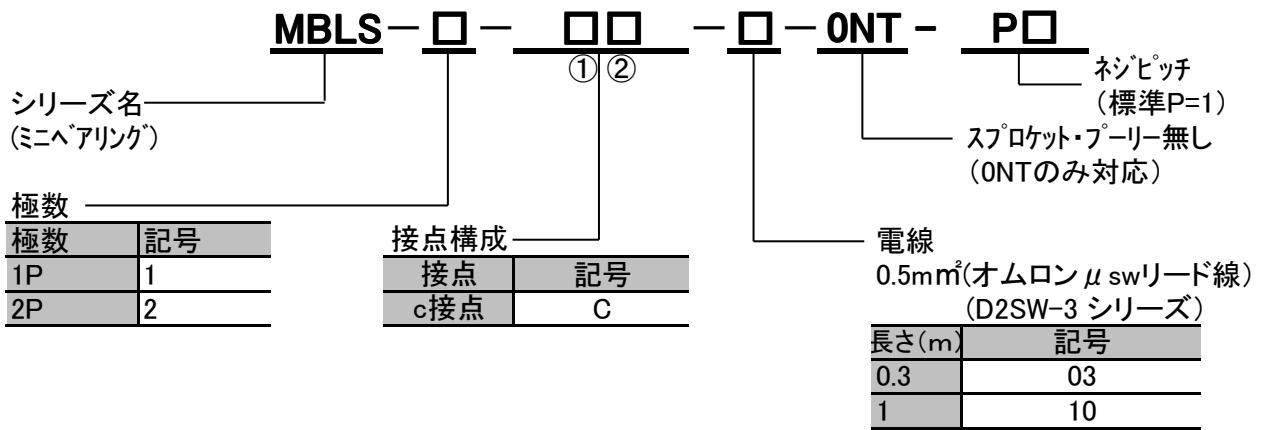 MBLS-□-□□-□-0NT-P□
①②
ネジピッチ
(標準P=1)
シリーズ名
(ミニベアリング)
スプロケット・プーリー無し
(0NTのみ対応)
極数
極数 記号
1P 1
2P 2
接点構成
接点 記号
c接点 C
電線
0.5m㎡(オムロンμswリード線)
(D2SW-3 シリーズ)
長さ(m) 記号
0.3 03
1 10